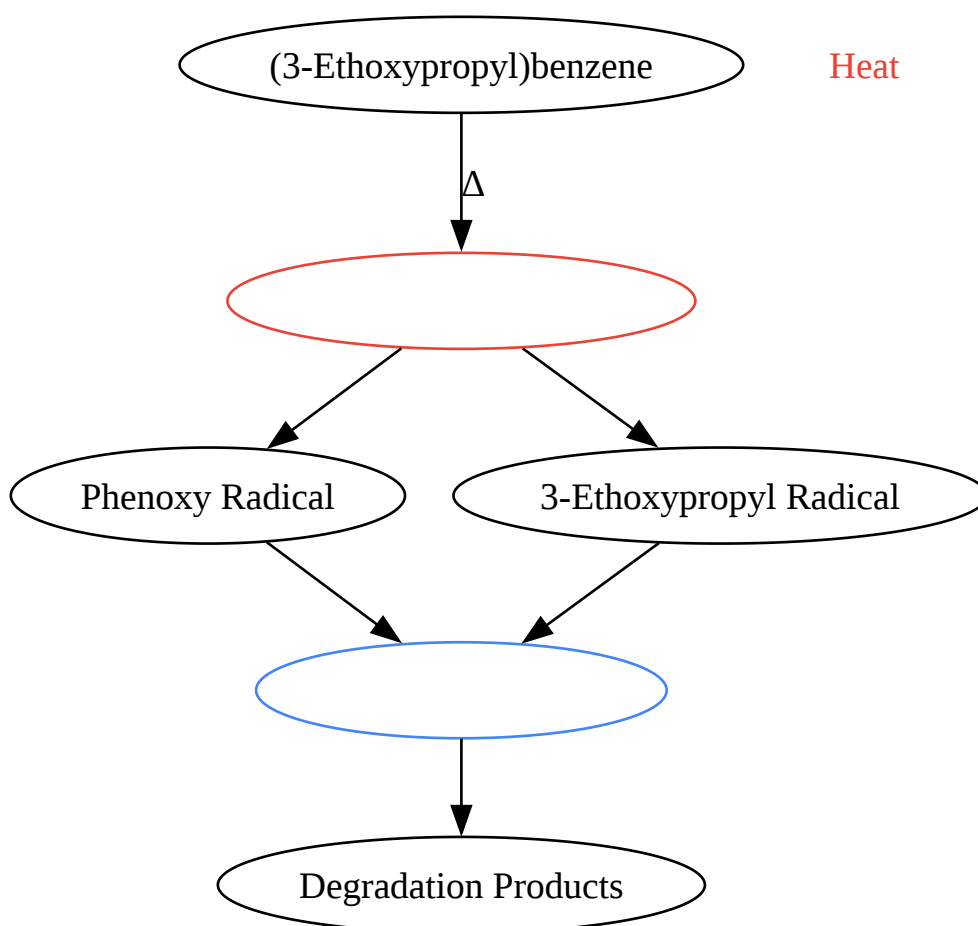 (3-Ethoxypropyl)benzene
Heat
Δ
Phenoxy Radical
3-Ethoxypropyl Radical
Degradation Products